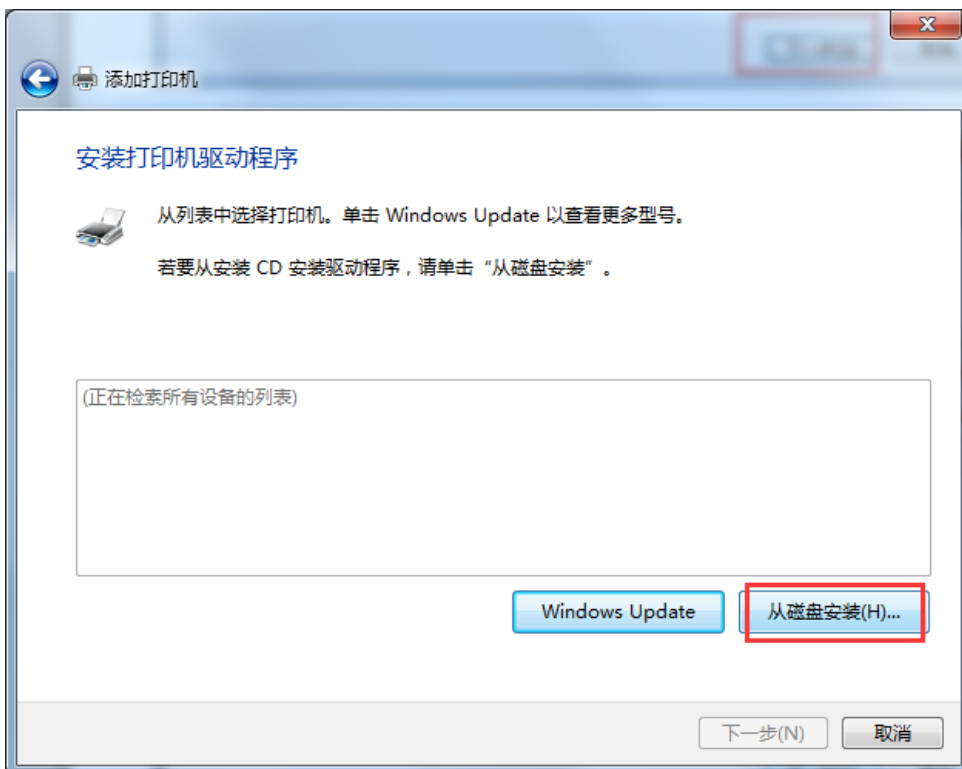 添加打印机
安装打印机驱动程序
从列表中选择打印机。单击 Windows Update 以查看更多型号。
若要从安装 CD 安装驱动程序，请单击“从磁盘安装”。
(正在检索所有设备的列表)
Windows Update
从磁盘安装(H)...
下一步(N)
取消